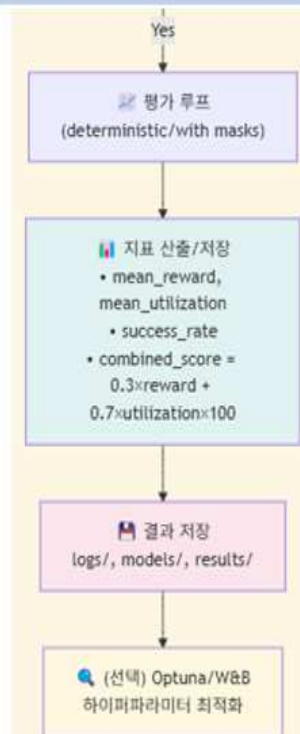 Yes
📈 평가 루프
(deterministic/with masks)
📊 지표 산출/저장
• mean_reward,
mean_utilization
• success_rate
• combined_score =
0.3×reward +
0.7×utilization×100
💾 결과 저장
logs/, models/, results/
🔍 (선택) Optuna/W&B
하이퍼파라미터 최적화